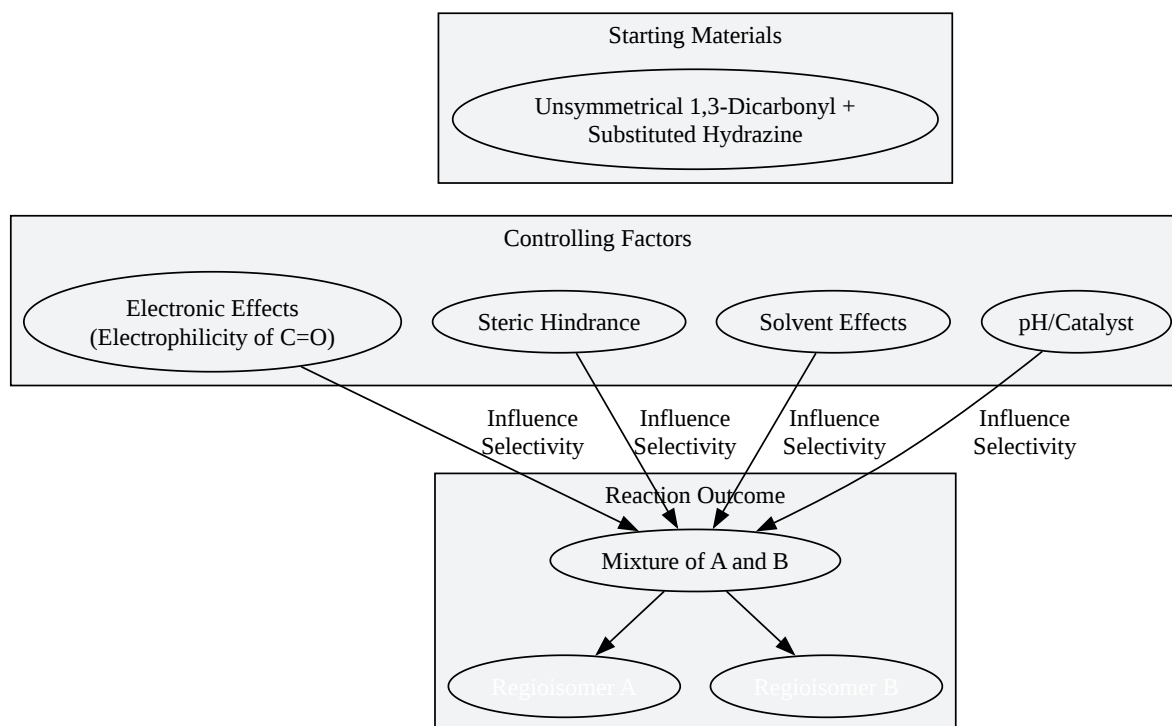 Starting Materials
Unsymmetrical 1,3-Dicarbonyl +
Substituted Hydrazine
Controlling Factors
Electronic Effects
(Electrophilicity of C=O)
Steric Hindrance
Solvent Effects
pH/Catalyst
Influence
Selectivity
Influence
Selectivity
Influence
Selectivity
Influence
Selectivity
Reaction Outcome
Mixture of A and B
Regioisomer A
Regioisomer B